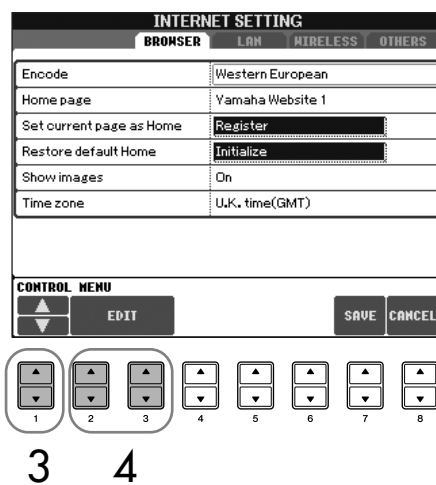 INTERNET SETTING
BROWSER LAN WIRELESS OTHERS
Encode Western European
Home page Yamaha Website 1
Set current page as Home Register
Restore default Home Initialize
Show images On
Time zone U.K. time(GMT)
CONTROL MENU
EDIT SAVE CANCEL
1 2 3 4 5 6 7 8
3 4